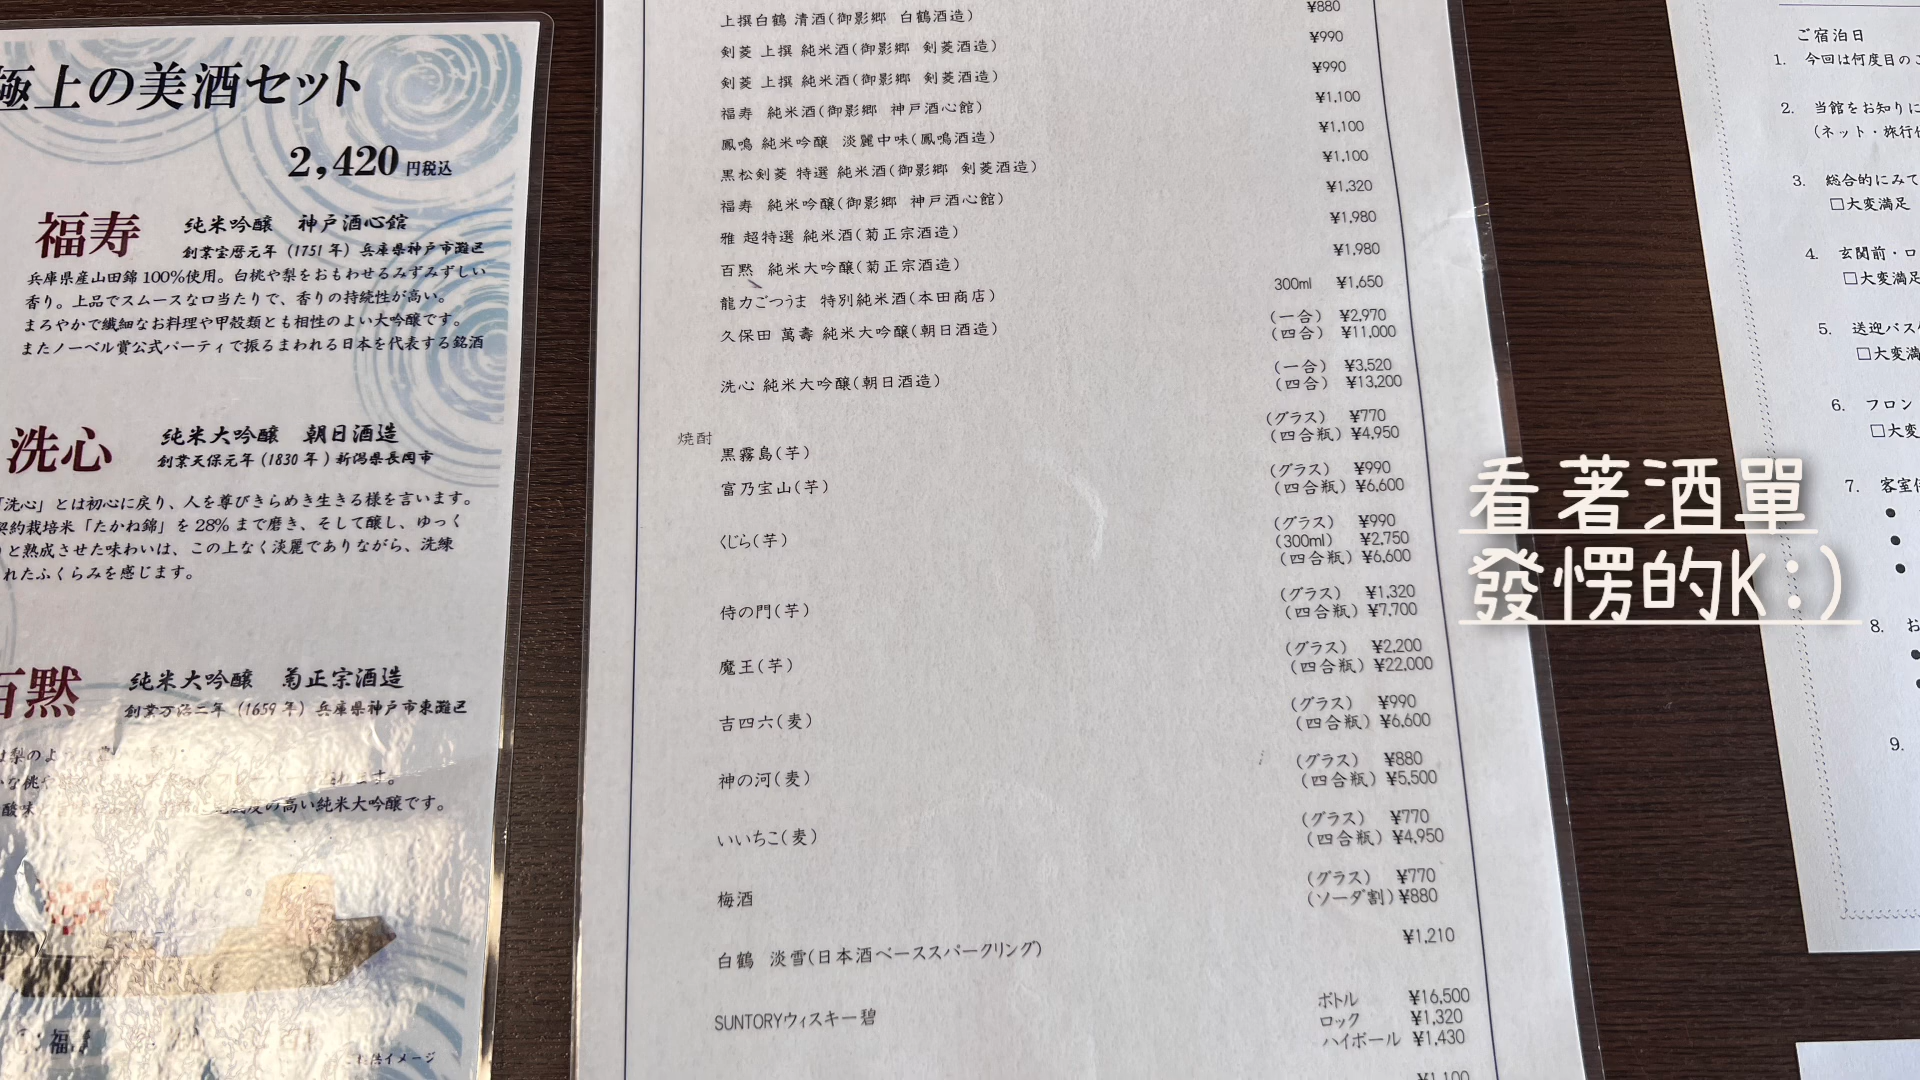 極上の美酒セット
2,420 円税込
福寿 純米吟醸 神戸酒心館
創業宝暦元年(1751年)兵庫県神戸市灘区
兵庫県産山田錦100%使用。白桃や梨をおもわせるみずみずしい
香り。上品でスムースな口当たりで、香りの持続性が高い。
まろやかで繊細なお料理や甲殻類とも相性のよい大吟醸です。
またノーベル賞公式パーティで振るまわれる日本を代表する銘酒
洗心 純米大吟醸 朝日酒造
創業天保元年(1830年)新潟県長岡市
「洗心」とは初心に戻り、人を尊びきらめき生きる様を言います。
契約栽培米「たかね錦」を28%まで磨き、そして醸し、ゆっく
りと熟成させた味わいは、この上なく淡麗でありながら、洗練
れたふくらみを感じます。
百黙 純米大吟醸 菊正宗酒造
創業万治二年(1659年)兵庫県神戸市東灘区
の高い純米大吟醸です。
福寿
イメージ
上撰白鶴 清酒(御影郷 白鶴酒造) ¥880
剣菱 上撰 純米酒(御影郷 剣菱酒造) ¥990
剣菱 上撰 純米酒(御影郷 剣菱酒造) ¥990
福寿 純米酒(御影郷 神戸酒心館) ¥1,100
鳳鳴 純米吟醸 淡麗中味(鳳鳴酒造) ¥1,100
黒松剣菱 特選 純米酒(御影郷 剣菱酒造) ¥1,100
福寿 純米吟醸(御影郷 神戸酒心館) ¥1,320
雅 超特選 純米酒(菊正宗酒造) ¥1,980
百黙 純米大吟醸(菊正宗酒造) ¥1,980
龍力ごつうま 特別純米酒(本田商店) 300ml ¥1,650
久保田 萬壽 純米大吟醸(朝日酒造) (一合) ¥2,970
(四合) ¥11,000
洗心 純米大吟醸(朝日酒造) (一合) ¥3,520
(四合) ¥13,200
焼酎
黒霧島(芋) (グラス) ¥770
(四合瓶) ¥4,950
富乃宝山(芋) (グラス) ¥990
(四合瓶) ¥6,600
くじら(芋) (グラス) ¥990
(300ml) ¥2,750
(四合瓶) ¥6,600
侍の門(芋) (グラス) ¥1,320
(四合瓶) ¥7,700
魔王(芋) (グラス) ¥2,200
(四合瓶) ¥22,000
吉四六(麦) (グラス) ¥990
(四合瓶) ¥6,600
神の河(麦) (グラス) ¥880
(四合瓶) ¥5,500
いいちこ(麦) (グラス) ¥770
(四合瓶) ¥4,950
梅酒 (グラス) ¥770
(ソーダ割) ¥880
白鶴 淡雪(日本酒ベーススパークリング) ¥1,210
SUNTORYウィスキー碧 ボトル ¥16,500
ロック ¥1,320
ハイボール ¥1,430
¥1,100
看著酒單
發愣的K:)
ご宿泊日
1. 今回は何度目のご
2. 当館をお知りに
(ネット・旅行
3. 総合的にみて
□大変満足
4. 玄関前・ロ
□大変満足
5. 送迎バス
□大変満
6. フロン
□大変
7. 客室
8. お
9.